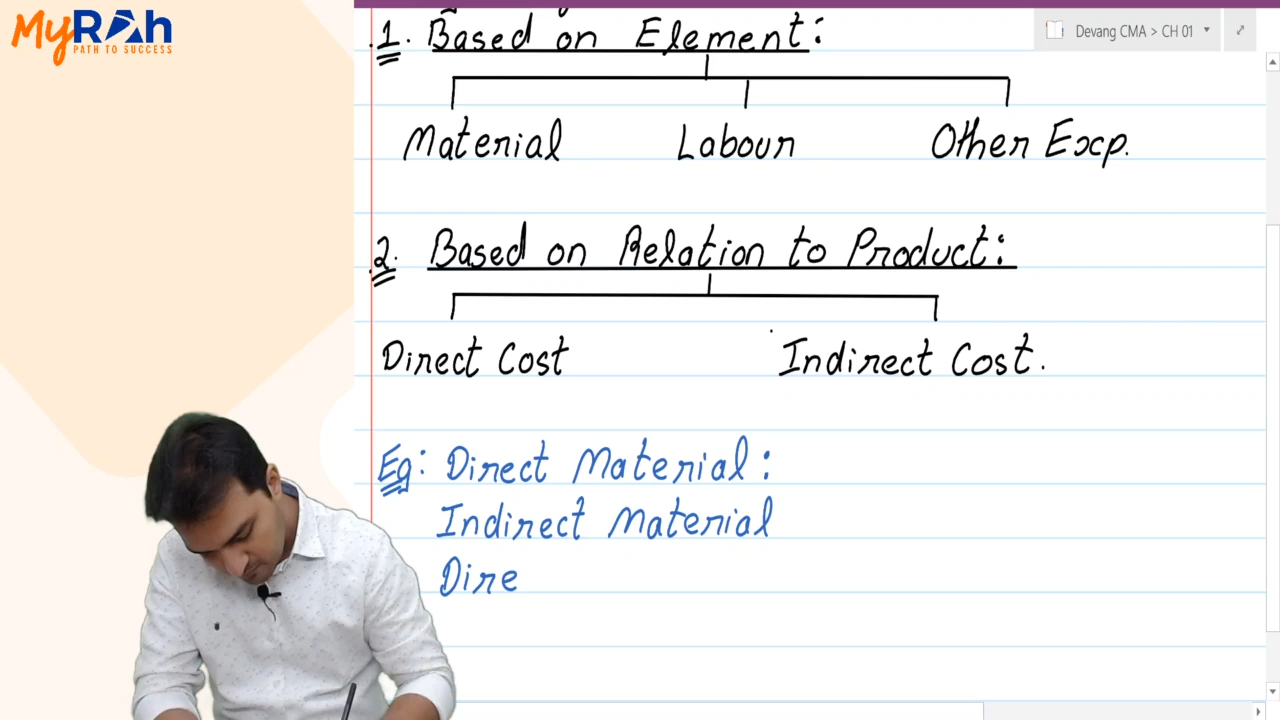 MyRAh
PATH TO SUCCESS
Devang CMA > CH 01
1. Based on Element:
Material Labour Other Exp.
2. Based on Relation to Product:
Direct Cost Indirect Cost.
Eg: Direct Material:
Indirect Material
Dire